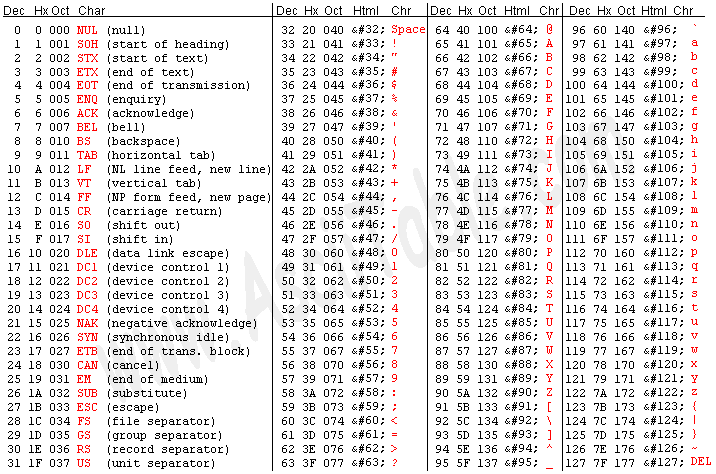 Dec Hx Oct Char Dec Hx Oct Html Chr Dec Hx Oct Html Chr Dec Hx Oct Html Chr
0 0 000 NUL (null) 32 20 040 &#32; Space 64 40 100 &#64; @ 96 60 140 &#96; `
1 1 001 SOH (start of heading) 33 21 041 &#33; ! 65 41 101 &#65; A 97 61 141 &#97; a
2 2 002 STX (start of text) 34 22 042 &#34; " 66 42 102 &#66; B 98 62 142 &#98; b
3 3 003 ETX (end of text) 35 23 043 &#35; # 67 43 103 &#67; C 99 63 143 &#99; c
4 4 004 EOT (end of transmission) 36 24 044 &#36; $ 68 44 104 &#68; D 100 64 144 &#100; d
5 5 005 ENQ (enquiry) 37 25 045 &#37; % 69 45 105 &#69; E 101 65 145 &#101; e
6 6 006 ACK (acknowledge) 38 26 046 &#38; & 70 46 106 &#70; F 102 66 146 &#102; f
7 7 007 BEL (bell) 39 27 047 &#39; ' 71 47 107 &#71; G 103 67 147 &#103; g
8 8 010 BS (backspace) 40 28 050 &#40; ( 72 48 110 &#72; H 104 68 150 &#104; h
9 9 011 TAB (horizontal tab) 41 29 051 &#41; ) 73 49 111 &#73; I 105 69 151 &#105; i
10 A 012 LF (NL line feed, new line) 42 2A 052 &#42; * 74 4A 112 &#74; J 106 6A 152 &#106; j
11 B 013 VT (vertical tab) 43 2B 053 &#43; + 75 4B 113 &#75; K 107 6B 153 &#107; k
12 C 014 FF (NP form feed, new page) 44 2C 054 &#44; , 76 4C 114 &#76; L 108 6C 154 &#108; l
13 D 015 CR (carriage return) 45 2D 055 &#45; - 77 4D 115 &#77; M 109 6D 155 &#109; m
14 E 016 SO (shift out) 46 2E 056 &#46; . 78 4E 116 &#78; N 110 6E 156 &#110; n
15 F 017 SI (shift in) 47 2F 057 &#47; / 79 4F 117 &#79; O 111 6F 157 &#111; o
16 10 020 DLE (data link escape) 48 30 060 &#48; 0 80 50 120 &#80; P 112 70 160 &#112; p
17 11 021 DC1 (device control 1) 49 31 061 &#49; 1 81 51 121 &#81; Q 113 71 161 &#113; q
18 12 022 DC2 (device control 2) 50 32 062 &#50; 2 82 52 122 &#82; R 114 72 162 &#114; r
19 13 023 DC3 (device control 3) 51 33 063 &#51; 3 83 53 123 &#83; S 115 73 163 &#115; s
20 14 024 DC4 (device control 4) 52 34 064 &#52; 4 84 54 124 &#84; T 116 74 164 &#116; t
21 15 025 NAK (negative acknowledge) 53 35 065 &#53; 5 85 55 125 &#85; U 117 75 165 &#117; u
22 16 026 SYN (synchronous idle) 54 36 066 &#54; 6 86 56 126 &#86; V 118 76 166 &#118; v
23 17 027 ETB (end of trans. block) 55 37 067 &#55; 7 87 57 127 &#87; W 119 77 167 &#119; w
24 18 030 CAN (cancel) 56 38 070 &#56; 8 88 58 130 &#88; X 120 78 170 &#120; x
25 19 031 EM (end of medium) 57 39 071 &#57; 9 89 59 131 &#89; Y 121 79 171 &#121; y
26 1A 032 SUB (substitute) 58 3A 072 &#58; : 90 5A 132 &#90; Z 122 7A 172 &#122; z
27 1B 033 ESC (escape) 59 3B 073 &#59; ; 91 5B 133 &#91; [ 123 7B 173 &#123; {
28 1C 034 FS (file separator) 60 3C 074 &#60; < 92 5C 134 &#92; \ 124 7C 174 &#124; |
29 1D 035 GS (group separator) 61 3D 075 &#61; = 93 5D 135 &#93; ] 125 7D 175 &#125; }
30 1E 036 RS (record separator) 62 3E 076 &#62; > 94 5E 136 &#94; ^ 126 7E 176 &#126; ~
31 1F 037 US (unit separator) 63 3F 077 &#63; ? 95 5F 137 &#95; _ 127 7F 177 &#127; DEL